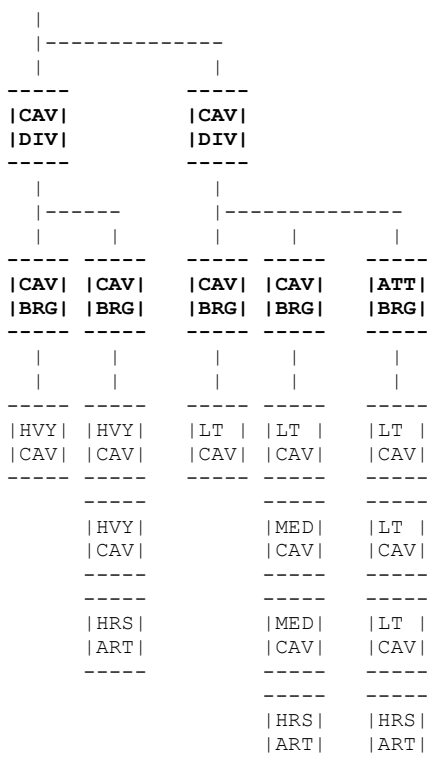 |CAV| |CAV|
|DIV| |DIV|
|CAV| |CAV| |CAV| |CAV| |ATT|
|BRG| |BRG| |BRG| |BRG| |BRG|
|HVY| |HVY| |LT | |LT | |LT |
|CAV| |CAV| |CAV| |CAV| |CAV|
|HVY| |MED| |LT |
|CAV| |CAV| |CAV|
|HRS| |MED| |LT |
|ART| |CAV| |CAV|
|HRS| |HRS|
|ART| |ART|